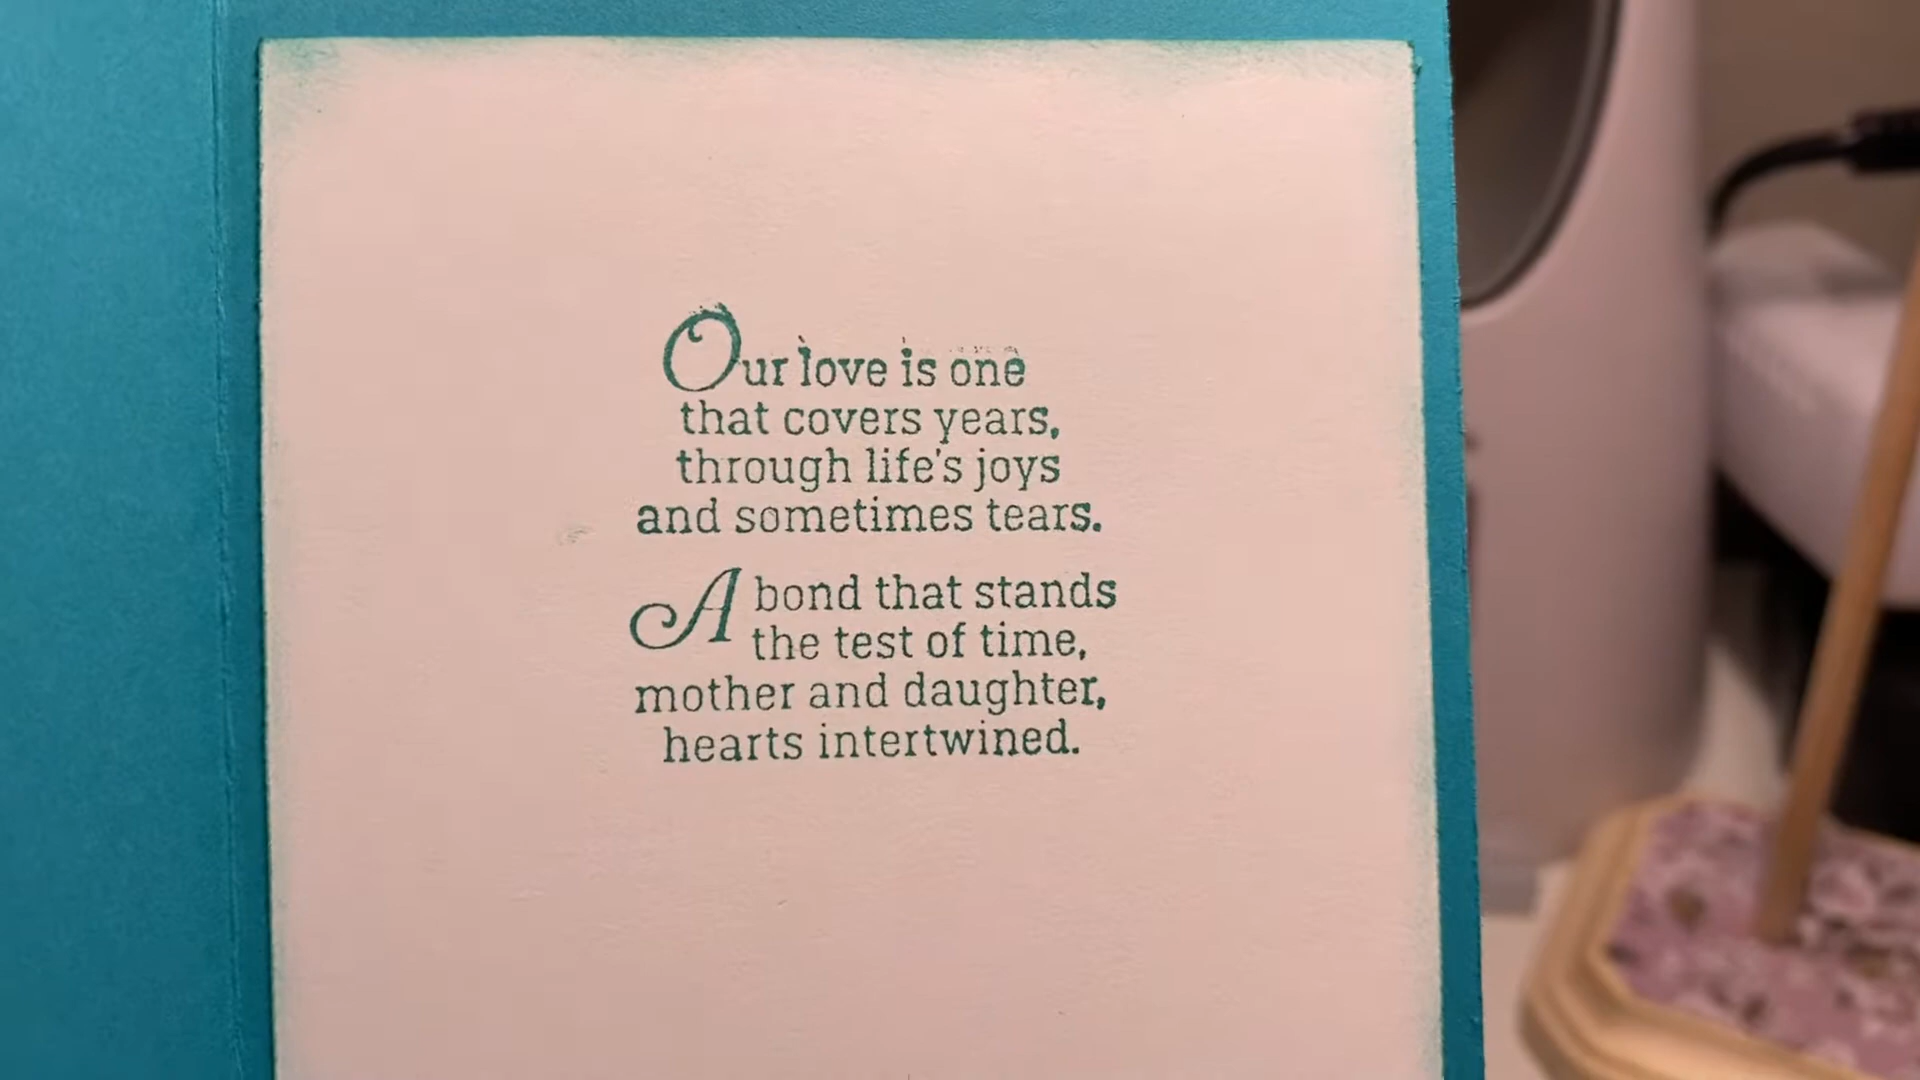 Our love is one
that covers years,
through life's joys
and sometimes tears.
A bond that stands
the test of time,
mother and daughter,
hearts intertwined.